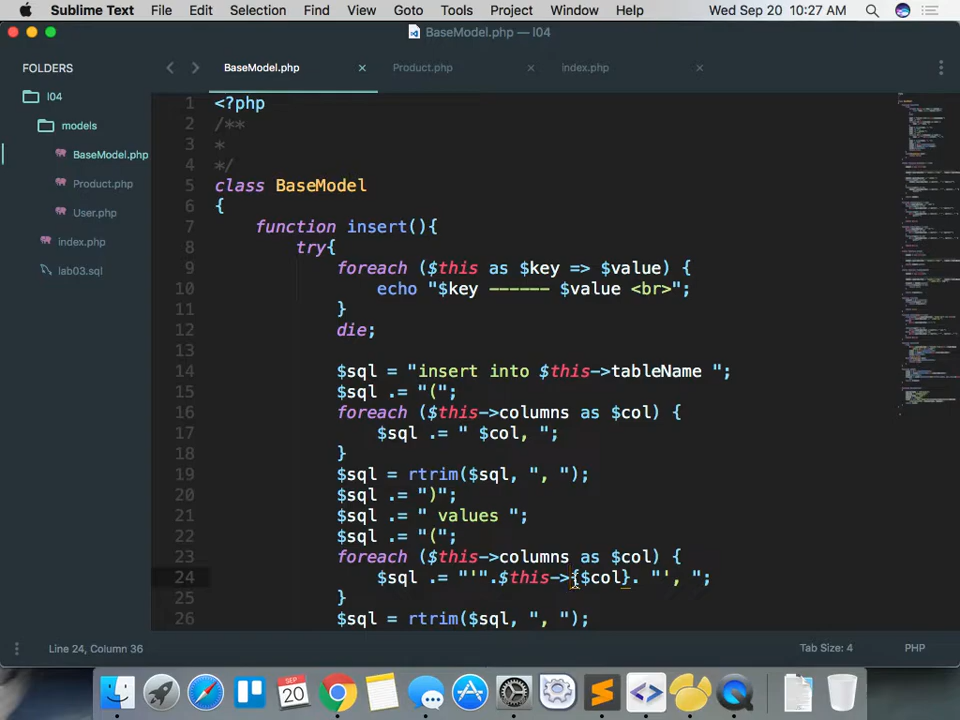 Sublime Text File Edit Selection Find View Goto Tools Project Window Help Wed Sep 20 10:27 AM
BaseModel.php — l04
FOLDERS
l04
models
BaseModel.php
Product.php
User.php
index.php
lab03.sql
BaseModel.php Product.php index.php
1 <?php
2 /**
3 *
4 */
5 class BaseModel
6 {
7 function insert(){
8 try{
9 foreach ($this as $key => $value) {
10 echo "$key ------ $value <br>";
11 }
12 die;
13
14 $sql = "insert into $this->tableName ";
15 $sql .= "(";
16 foreach ($this->columns as $col) {
17 $sql .= " $col, ";
18 }
19 $sql = rtrim($sql, ", ");
20 $sql .= ")";
21 $sql .= " values ";
22 $sql .= "(";
23 foreach ($this->columns as $col) {
24 $sql .= "'".$this->{$col}. "', ";
25 }
26 $sql = rtrim($sql, ", ");
Line 24, Column 36 Tab Size: 4 PHP
SEP
20